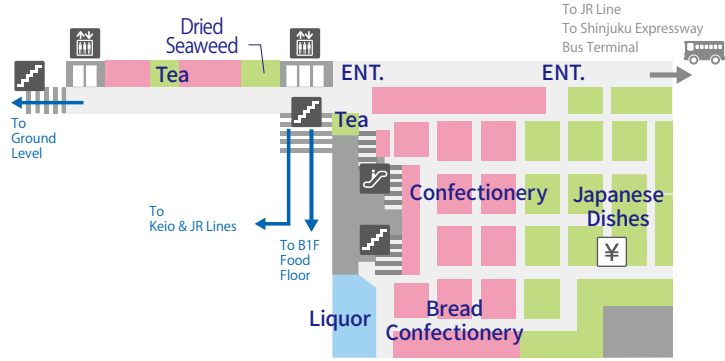 To JR Line
To Shinjuku Expressway
Bus Terminal
Dried
Seaweed
Tea
ENT.
ENT.
To
Ground
Level
Tea
To
Keio & JR Lines
To B1F
Food
Floor
Confectionery
Japanese
Dishes
¥
Liquor
Bread
Confectionery